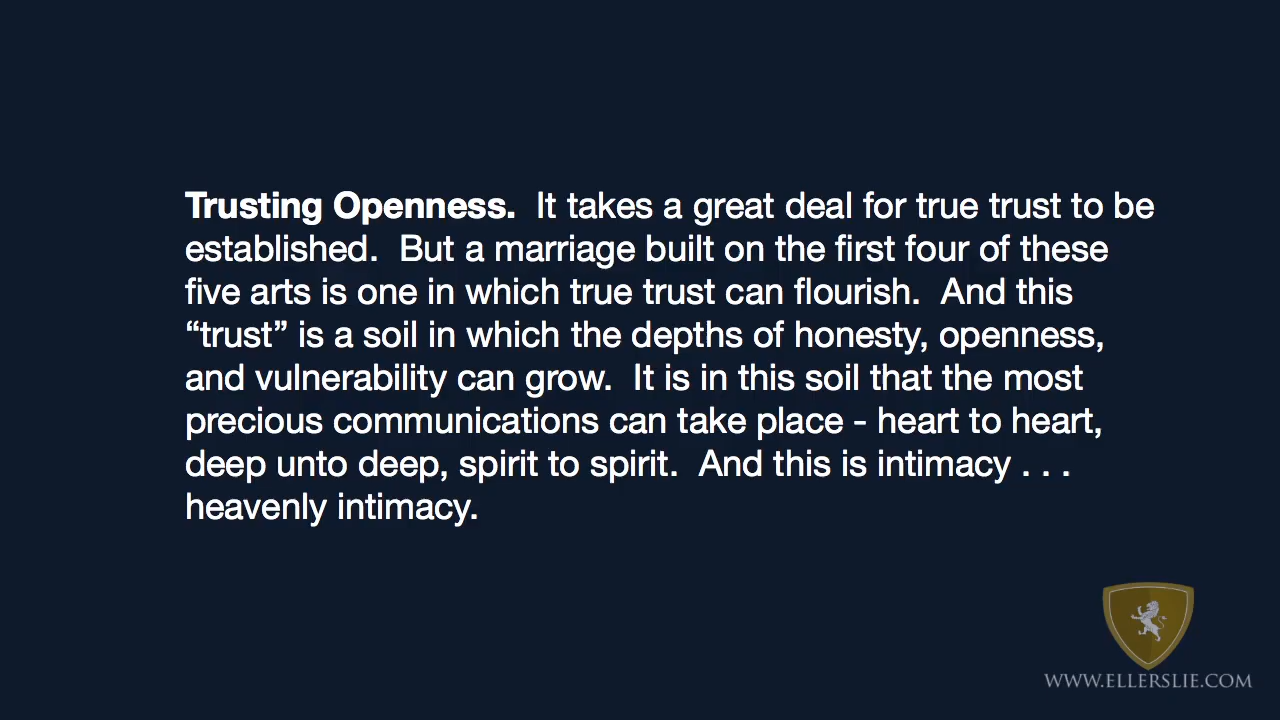 Trusting Openness.  It takes a great deal for true trust to be
established.  But a marriage built on the first four of these
five arts is one in which true trust can flourish.  And this
“trust” is a soil in which the depths of honesty, openness,
and vulnerability can grow.  It is in this soil that the most
precious communications can take place - heart to heart,
deep unto deep, spirit to spirit.  And this is intimacy . . .
heavenly intimacy.
WWW.ELLERSLIE.COM